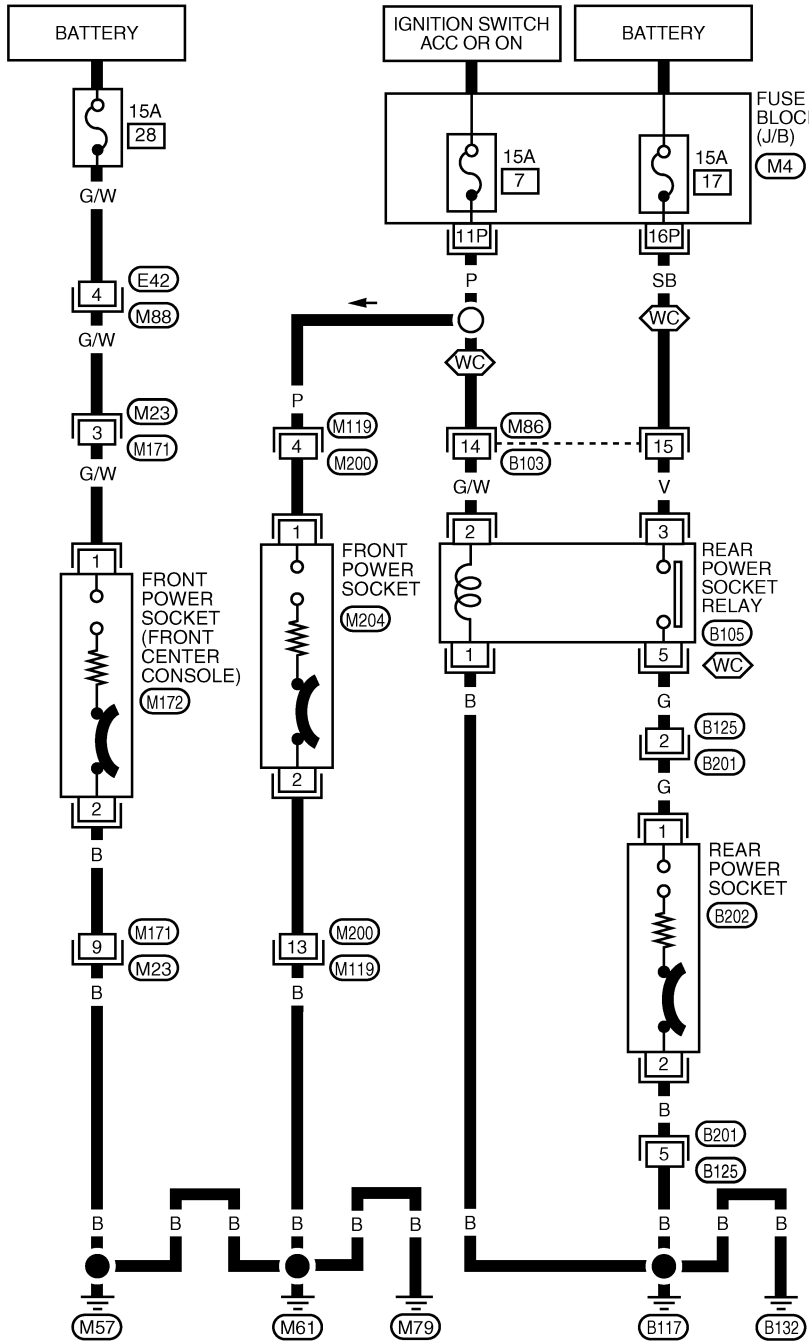 BATTERY
IGNITION SWITCH
ACC OR ON
BATTERY
15A
28
FUSE
BLOC
(J/B)
M4
15A
7
15A
17
G/W
11P
16P
P
SB
4
E42
M88
WC
WC
G/W
P
3
M23
M171
4
M119
M200
14
M86
B103
15
G/W
G/W
V
1
1
2
3
FRONT
POWER
SOCKET
(FRONT
CENTER
CONSOLE)
M172
FRONT
POWER
SOCKET
M204
REAR
POWER
SOCKET
RELAY
B105
WC
1
5
B
G
2
B125
B201
2
2
G
B
1
REAR
POWER
SOCKET
B202
9
M171
M23
13
M200
M119
B
B
2
B
5
B201
B125
B
B
B
B
B
B
B
B
B
B
M57
M61
M79
B117
B132